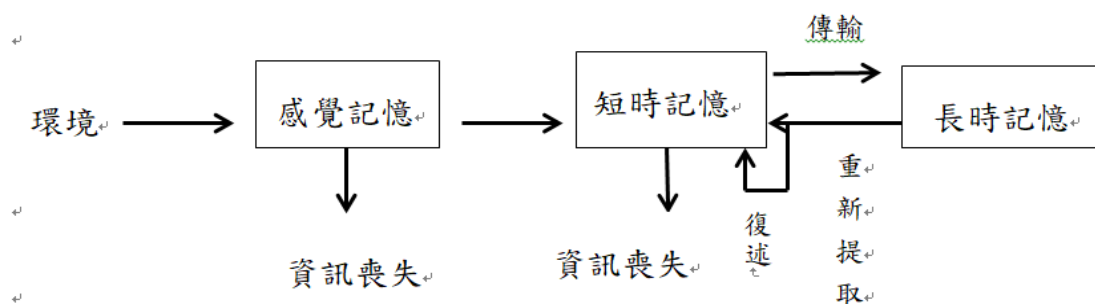 傳輸
環境
感覺記憶
短時記憶
長時記憶
資訊喪失
資訊喪失
復述
重新提取